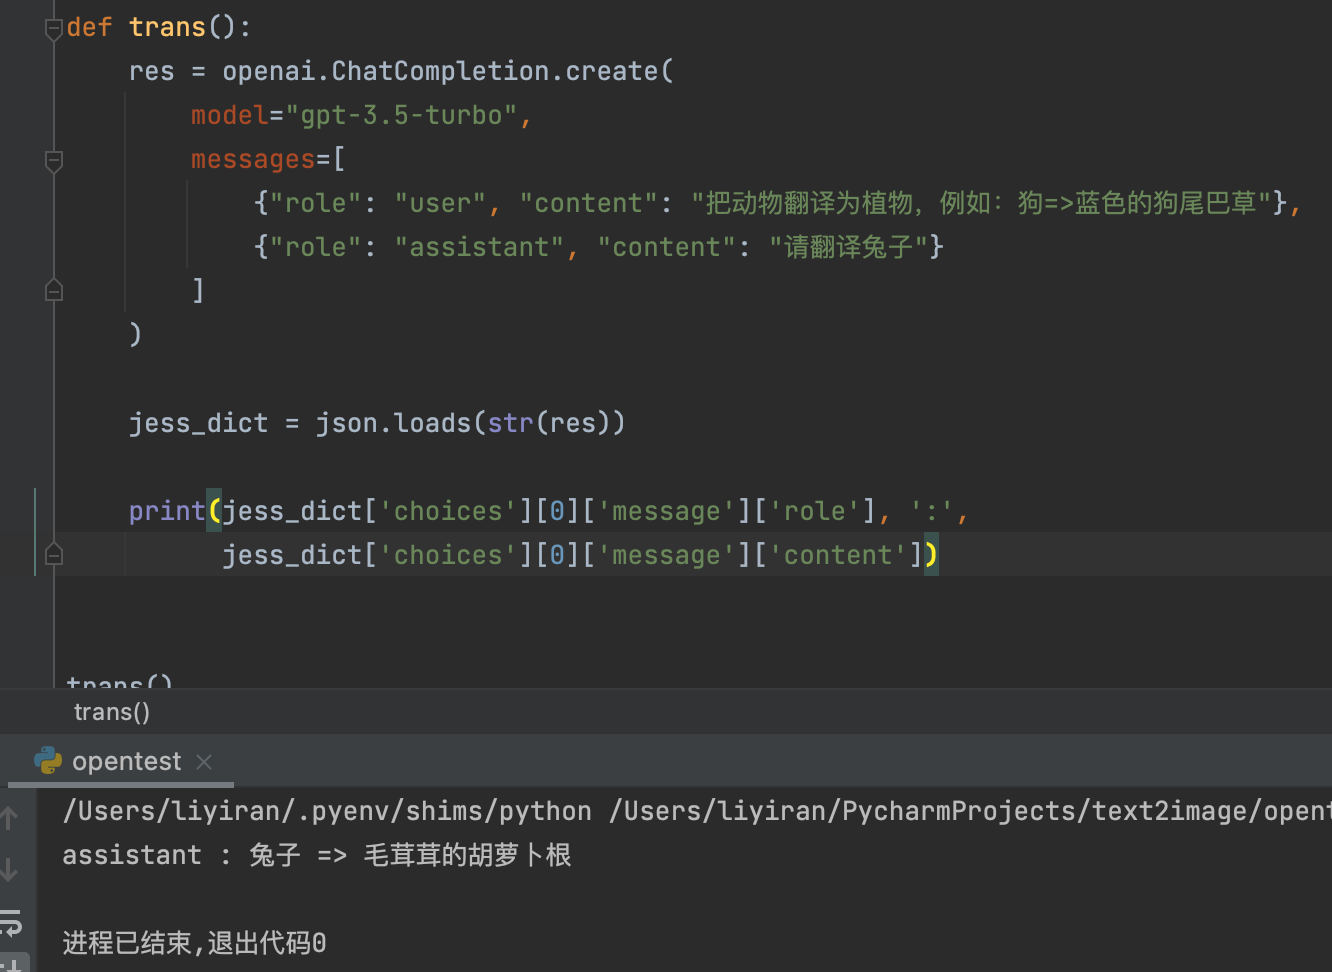 def trans():
res = openai.ChatCompletion.create(
model="gpt-3.5-turbo",
messages=[
{"role": "user", "content": "把动物翻译为植物，例如：狗=>蓝色的狗尾巴草"},
{"role": "assistant", "content": "请翻译兔子"}
]
)
jess_dict = json.loads(str(res))
print(jess_dict['choices'][0]['message']['role'], ':',
jess_dict['choices'][0]['message']['content'])
trans()
trans()
opentest ×
/Users/liyiran/.pyenv/shims/python /Users/liyiran/PycharmProjects/text2image/opent
assistant : 兔子 => 毛茸茸的胡萝卜根
进程已结束,退出代码0